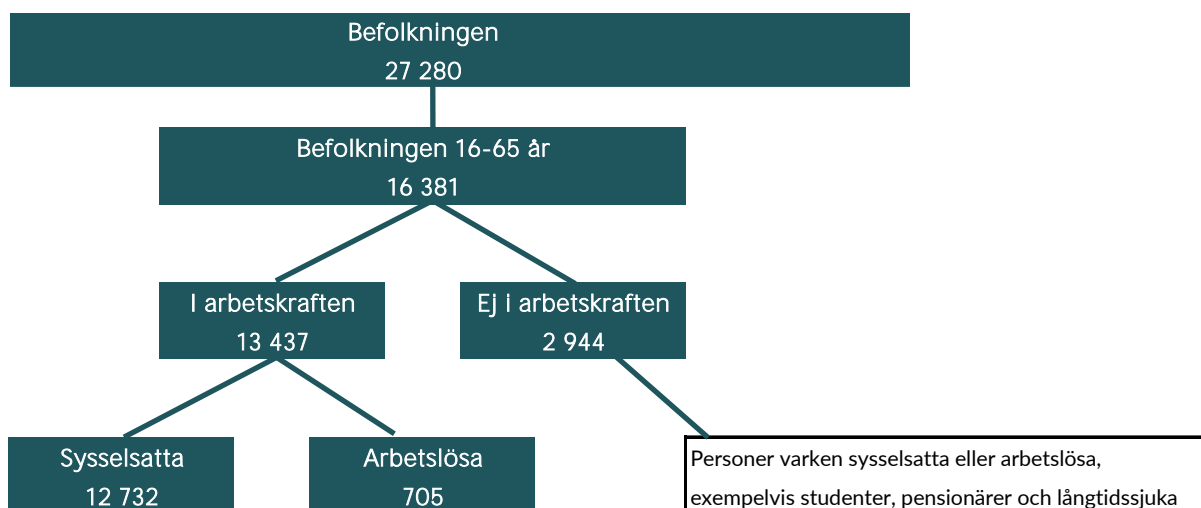 Befolkningen
27 280
Befolkningen 16-65 år
16 381
I arbetskraften
13 437
Ej i arbetskraften
2 944
Sysselsatta
12 732
Arbetslösa
705
Personer varken sysselsatta eller arbetslösa,
exempelvis studenter, pensionärer och långtidssjuka